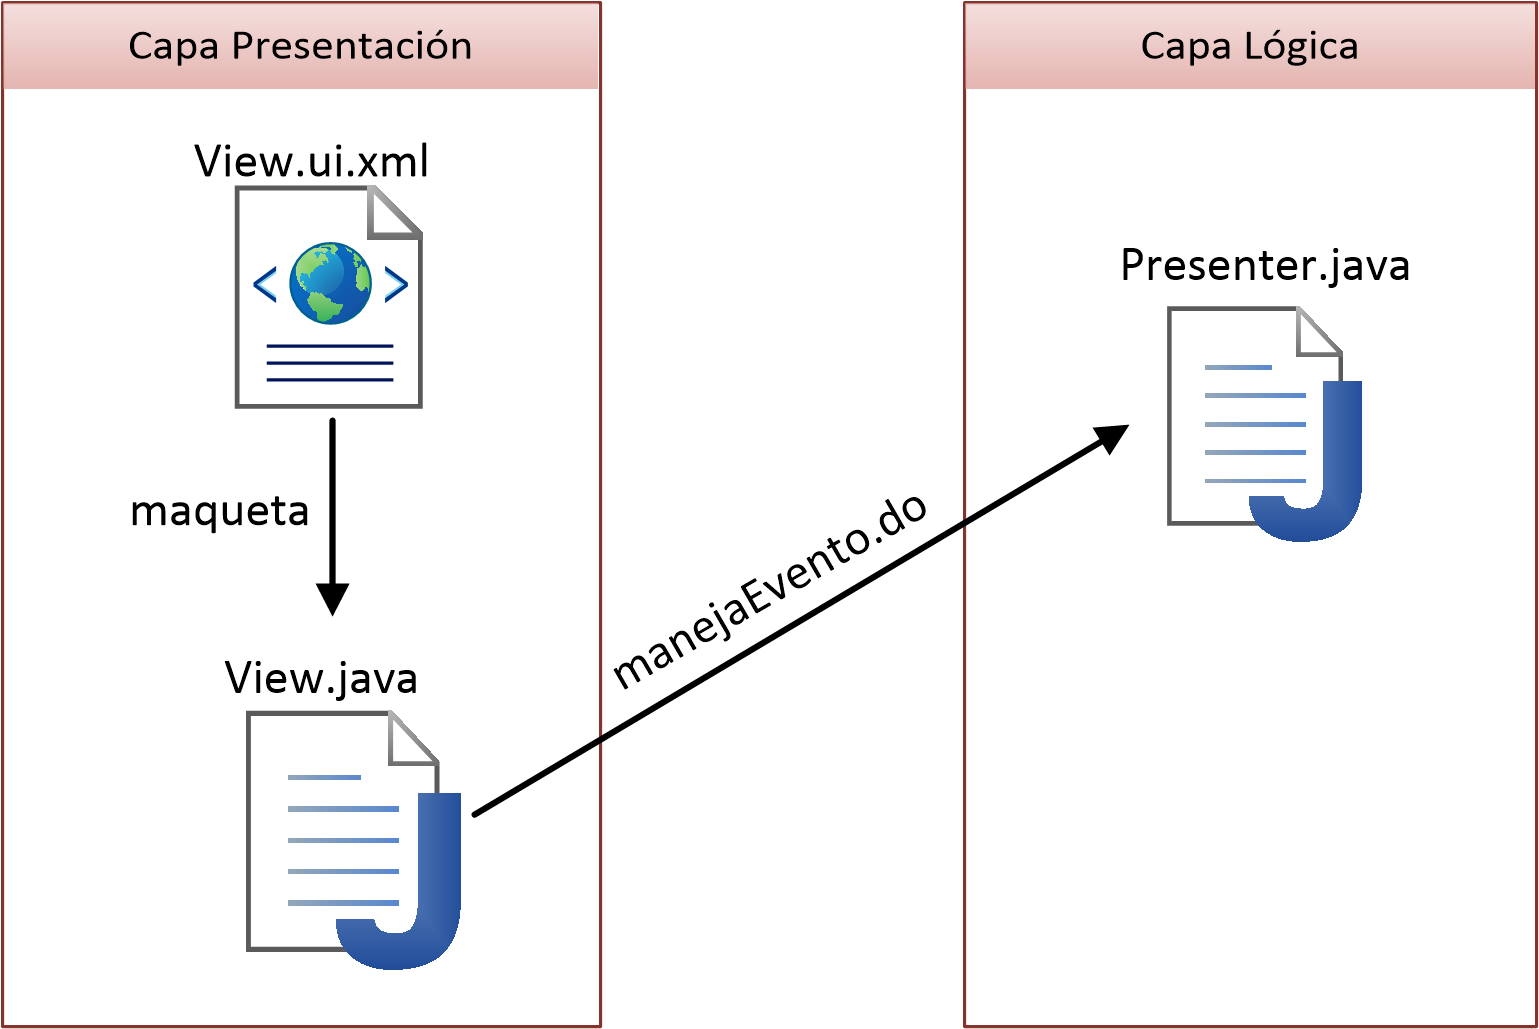 Capa Presentación
Capa Lógica
View.ui.xml
Presenter.java
maqueta
manejaEvento.do
View.java